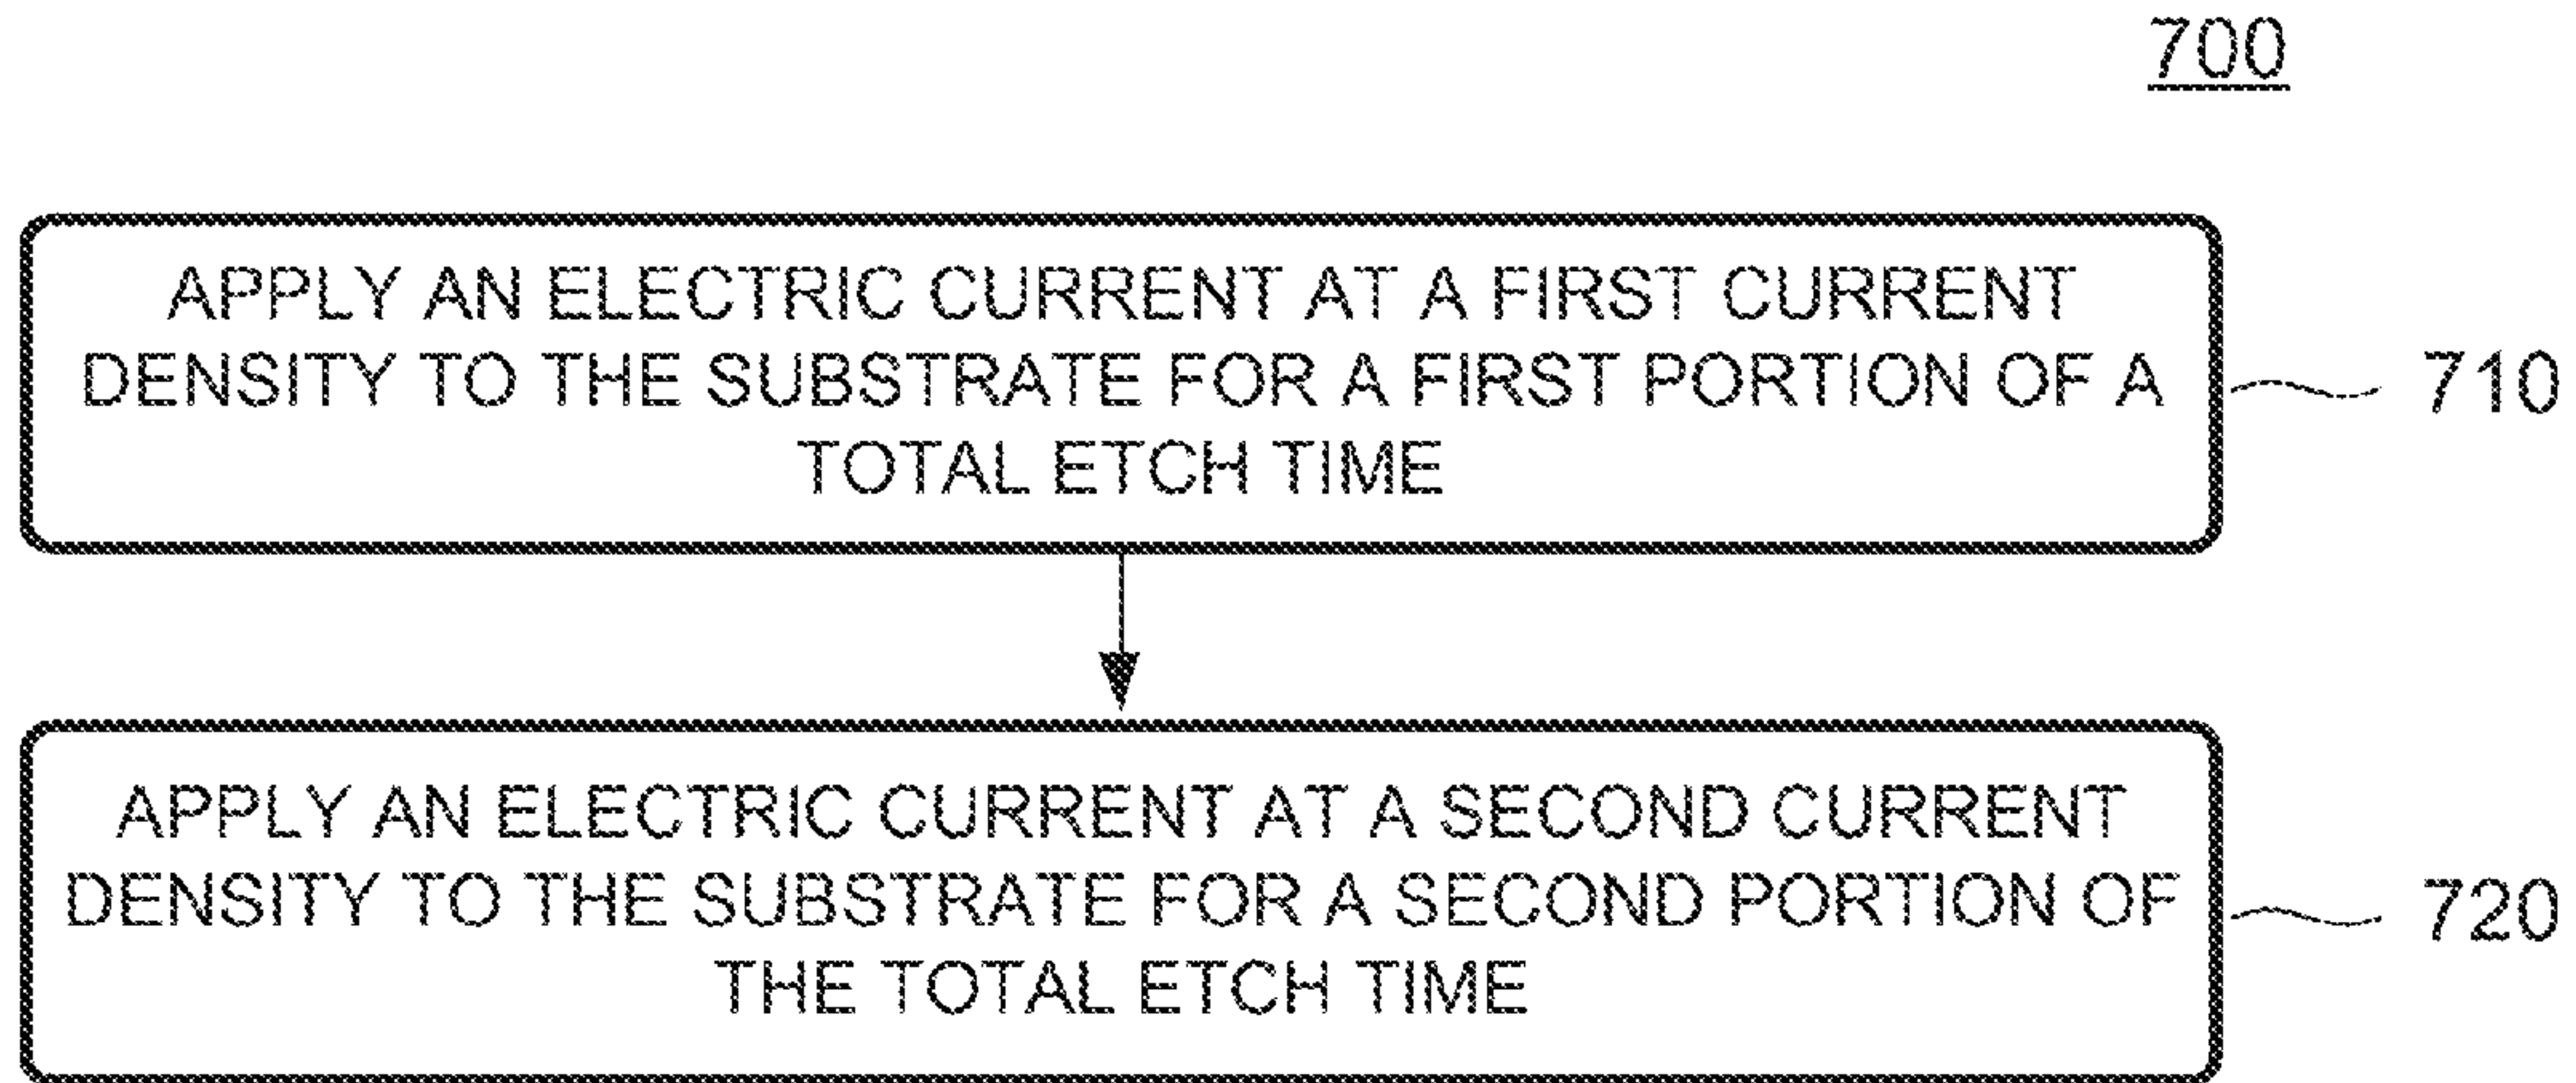 700
APPLY AN ELECTRIC CURRENT AT A FIRST CURRENT
DENSITY TO THE SUBSTRATE FOR A FIRST PORTION OF A
TOTAL ETCH TIME
710
APPLY AN ELECTRIC CURRENT AT A SECOND CURRENT
DENSITY TO THE SUBSTRATE FOR A SECOND PORTION OF
THE TOTAL ETCH TIME
720